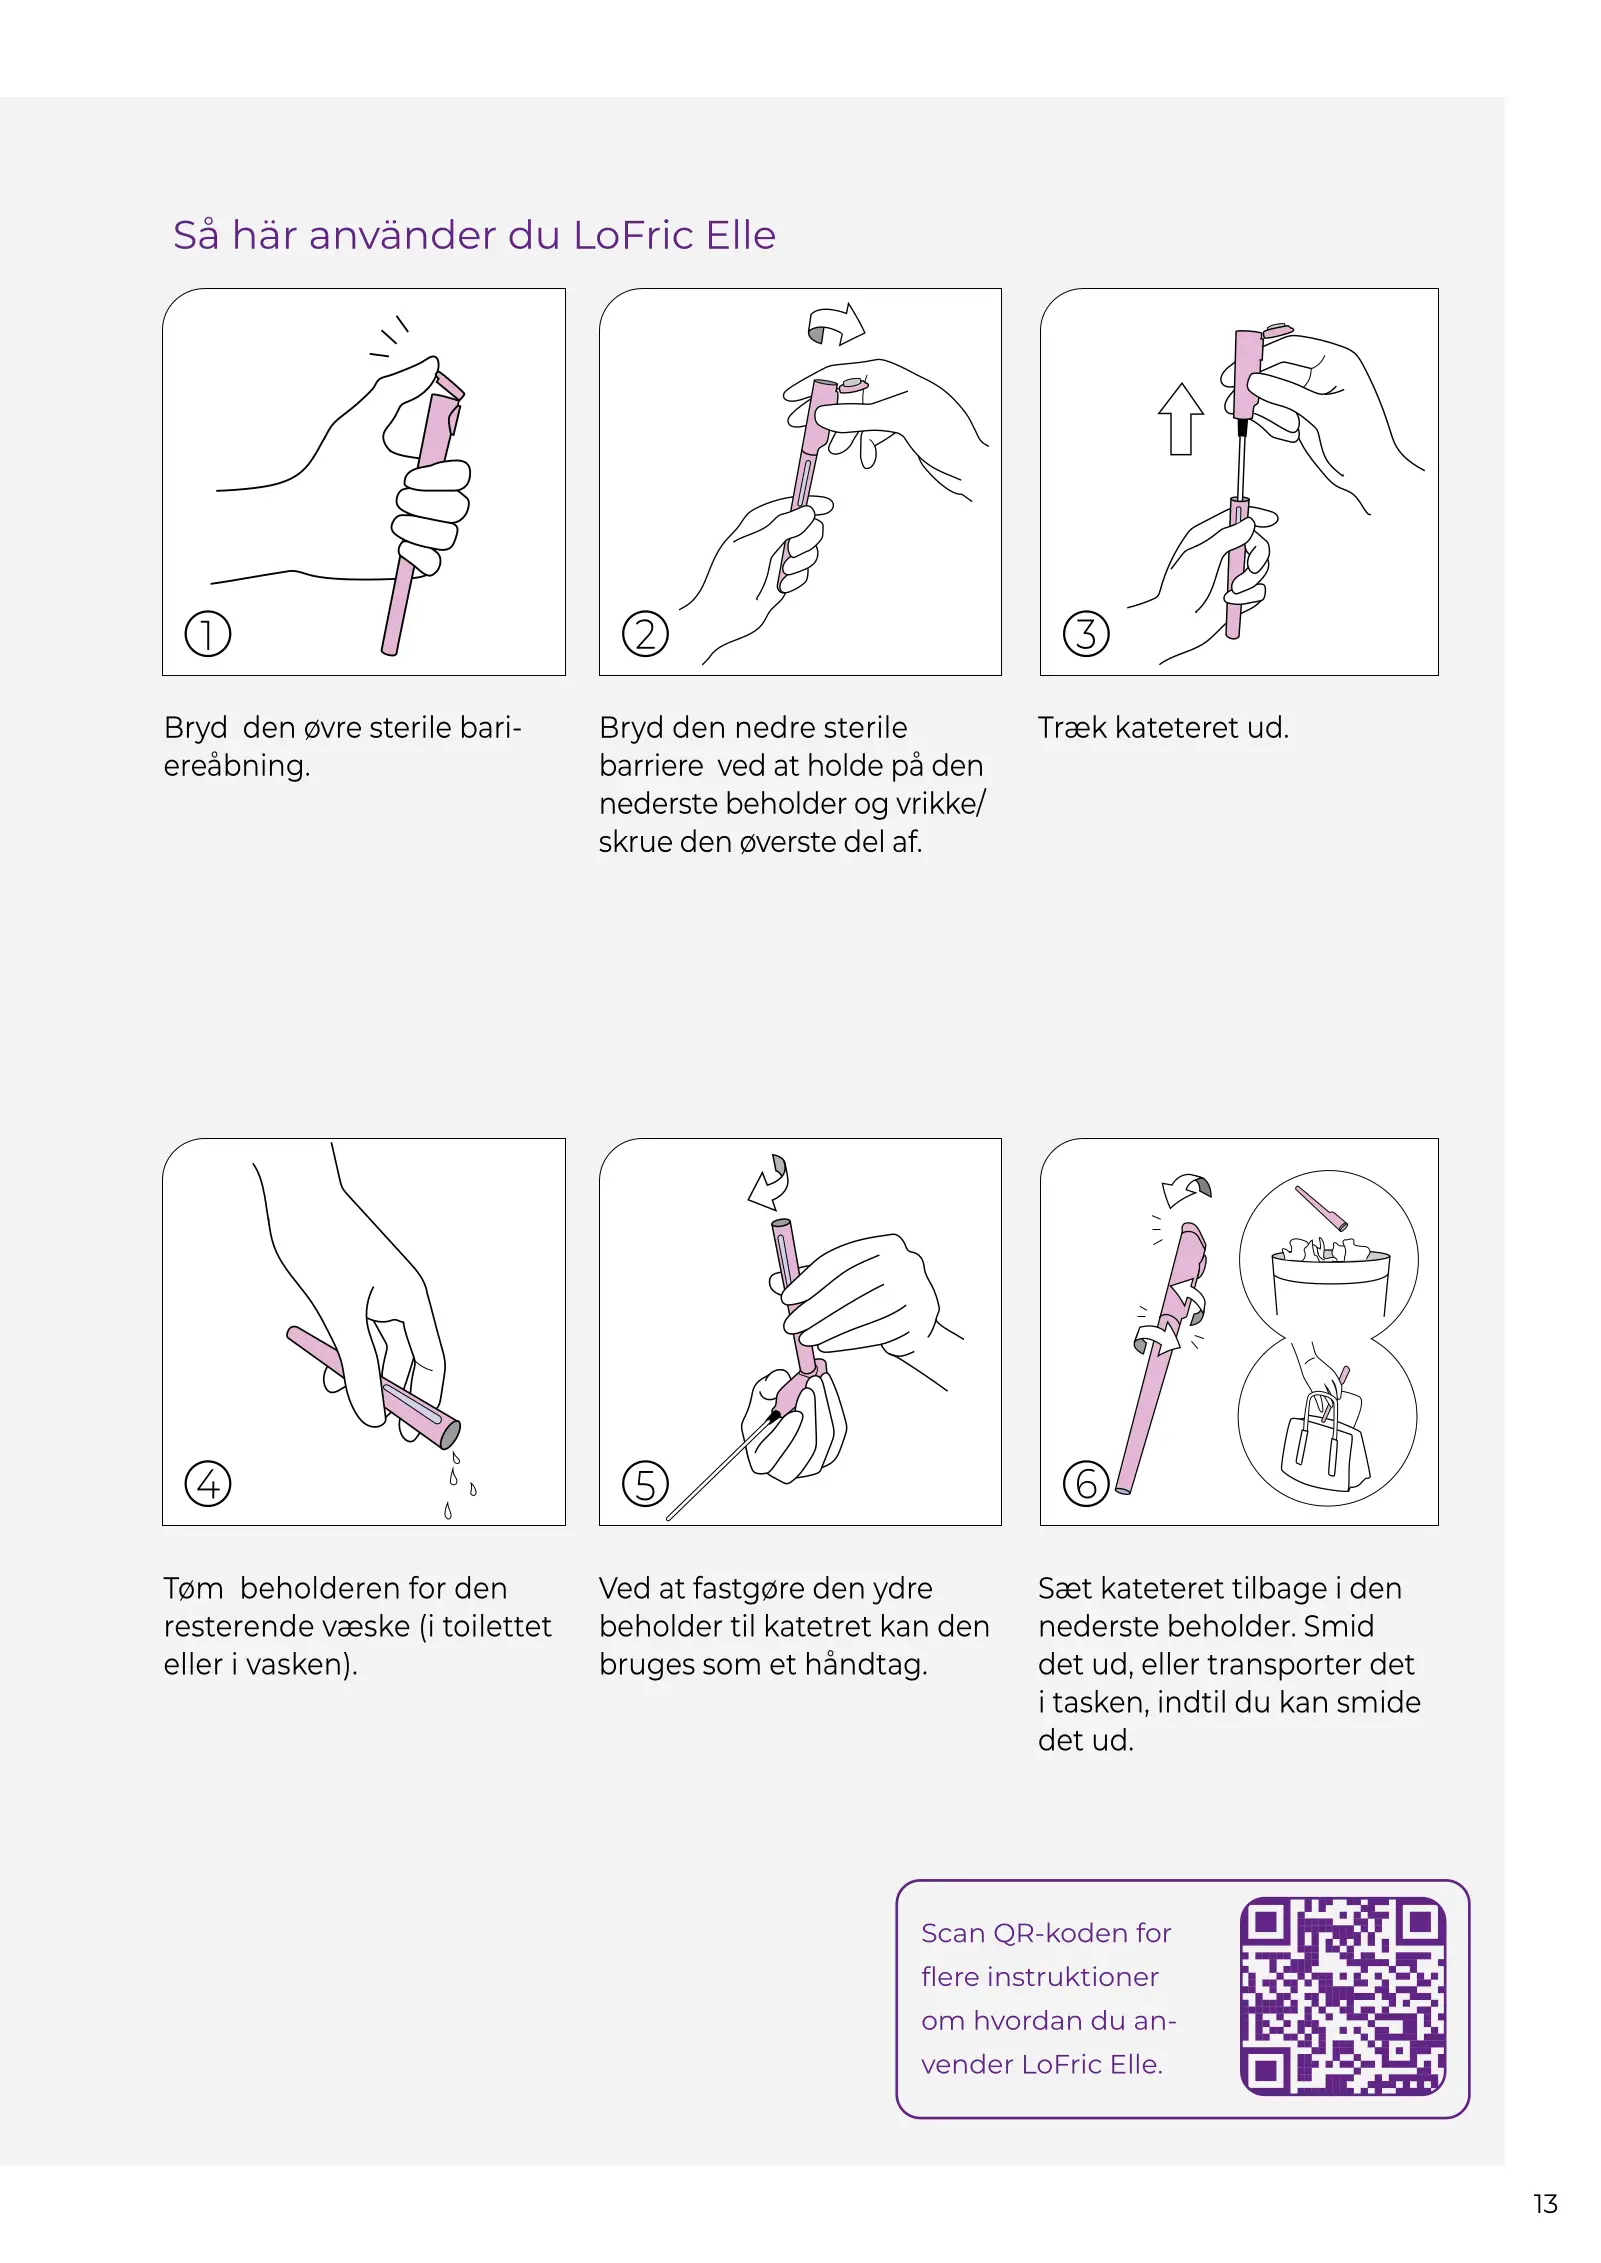 Så här använder du LoFric Elle
1
2
3
Bryd  den øvre sterile bari-
ereåbning.
Bryd den nedre sterile
barriere  ved at holde på den
nederste beholder og vrikke/
skrue den øverste del af.
Træk kateteret ud.
4
5
6
Tøm  beholderen for den
resterende væske (i toilettet
eller i vasken).
Ved at fastgøre den ydre
beholder til katetret kan den
bruges som et håndtag.
Sæt kateteret tilbage i den
nederste beholder. Smid
det ud, eller transporter det
i tasken, indtil du kan smide
det ud.
Scan QR-koden for
flere instruktioner
om hvordan du an-
vender LoFric Elle.
13